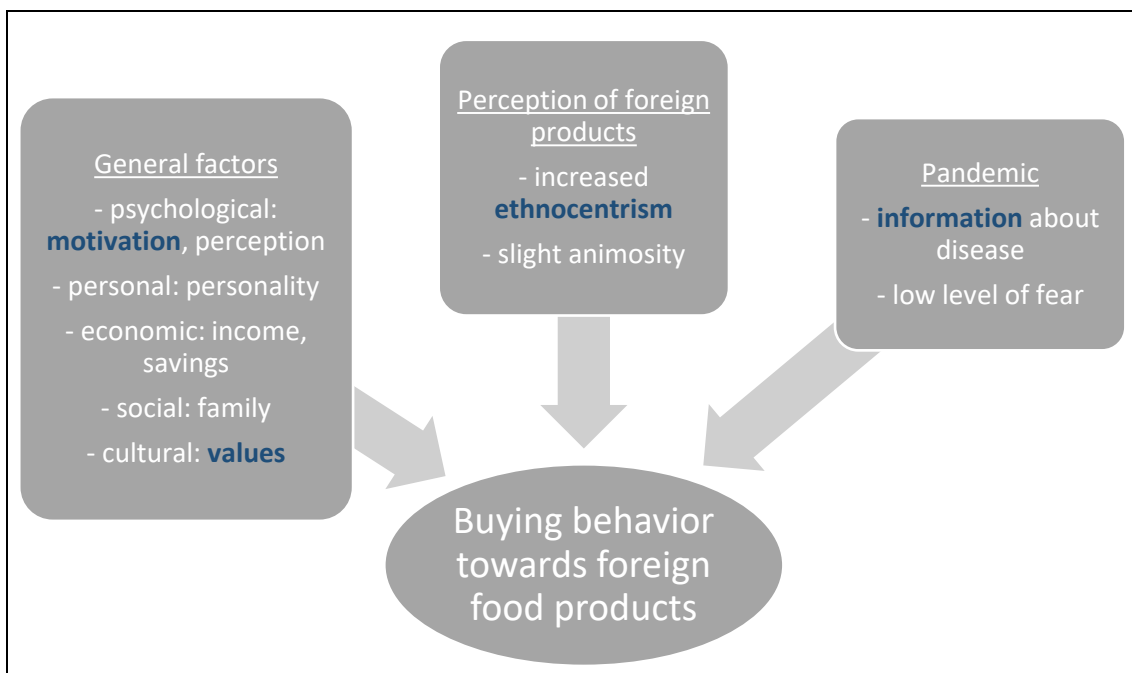 General factors
- psychological:
motivation, perception
- personal: personality
- economic: income,
savings
- social: family
- cultural: values
Perception of foreign
products
- increased
ethnocentrism
- slight animosity
Pandemic
- information about
disease
- low level of fear
Buying behavior
towards foreign
food products